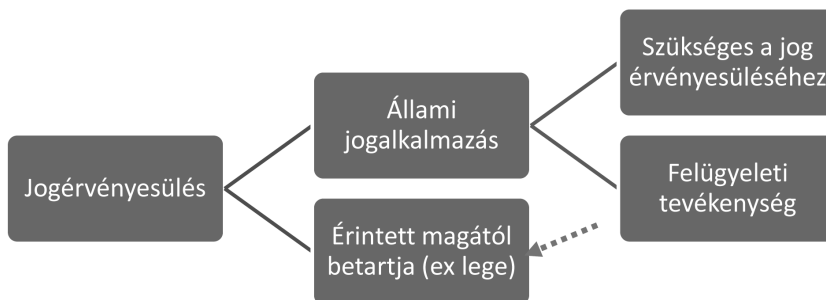 Jogérvényesülés
Állami
jogalkalmazás
Érintett magától
betartja (ex lege)
Szükséges a jog
érvényesüléséhez
Felügyeleti
tevékenység